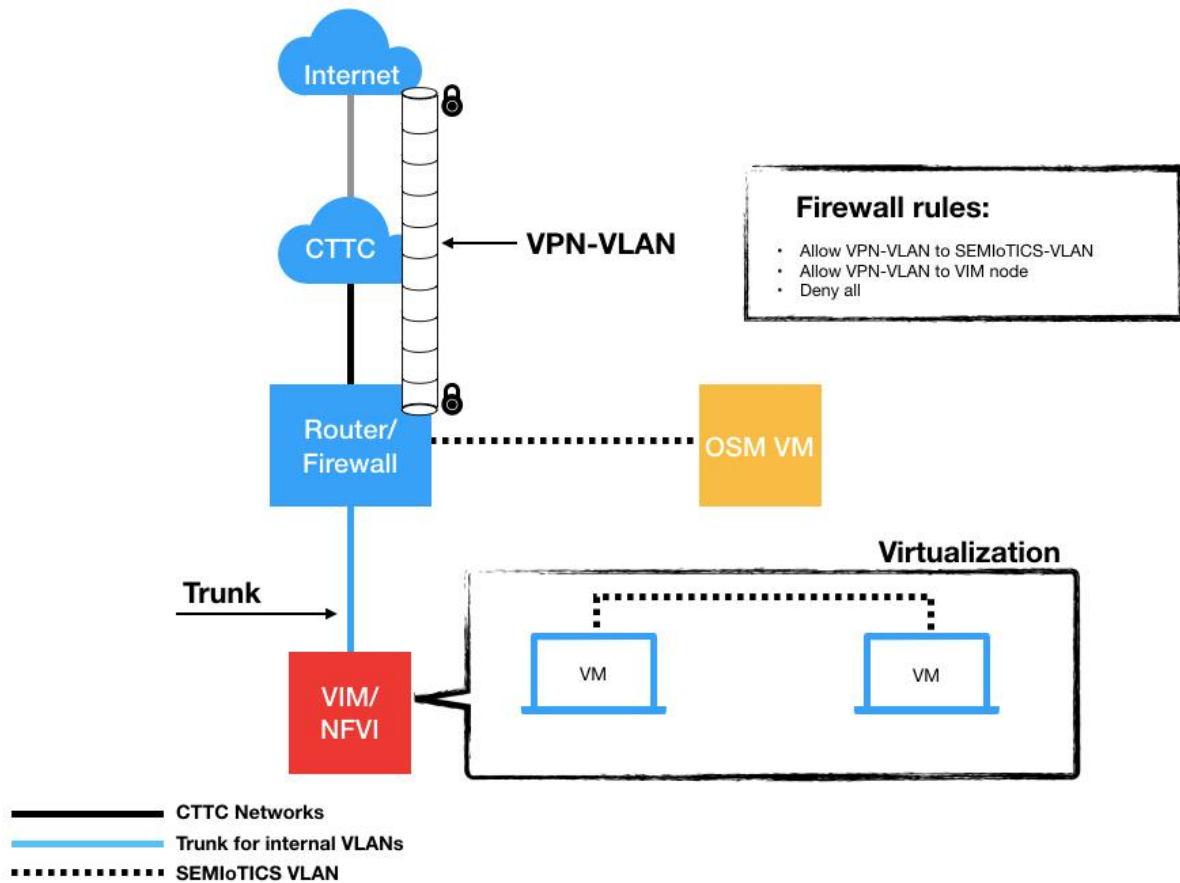 Internet
CTTC
VPN-VLAN
Firewall rules:
• Allow VPN-VLAN to SEMIoTICS-VLAN
• Allow VPN-VLAN to VIM node
• Deny all
Router/
Firewall
OSM VM
Virtualization
Trunk
VM
VM
VIM/
NFVI
CTTC Networks
Trunk for internal VLANs
SEMIoTICS VLAN